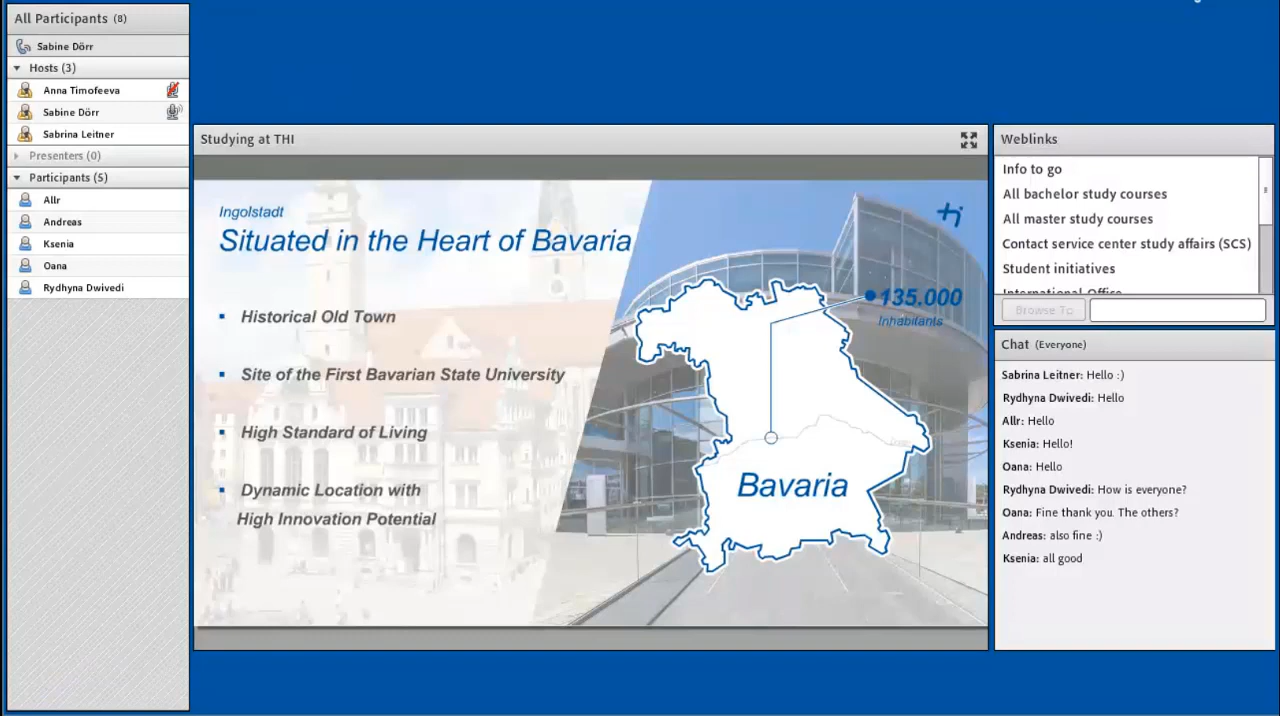 All Participants (8)
Sabine Dörr
Hosts (3)
Anna Timofeeva
Sabine Dörr
Sabrina Leitner
Presenters (0)
Participants (5)
Allr
Andreas
Ksenia
Oana
Rydhyna Dwivedi
Studying at THI
Ingolstadt
Situated in the Heart of Bavaria
Historical Old Town
Site of the First Bavarian State University
High Standard of Living
Dynamic Location with
High Innovation Potential
135.000
Inhabitants
Bavaria
Weblinks
Info to go
All bachelor study courses
All master study courses
Contact service center study affairs (SCS)
Student initiatives
International Office
Browse To
Chat (Everyone)
Sabrina Leitner: Hello :)
Rydhyna Dwivedi: Hello
Allr: Hello
Ksenia: Hello!
Oana: Hello
Rydhyna Dwivedi: How is everyone?
Oana: Fine thank you. The others?
Andreas: also fine :)
Ksenia: all good